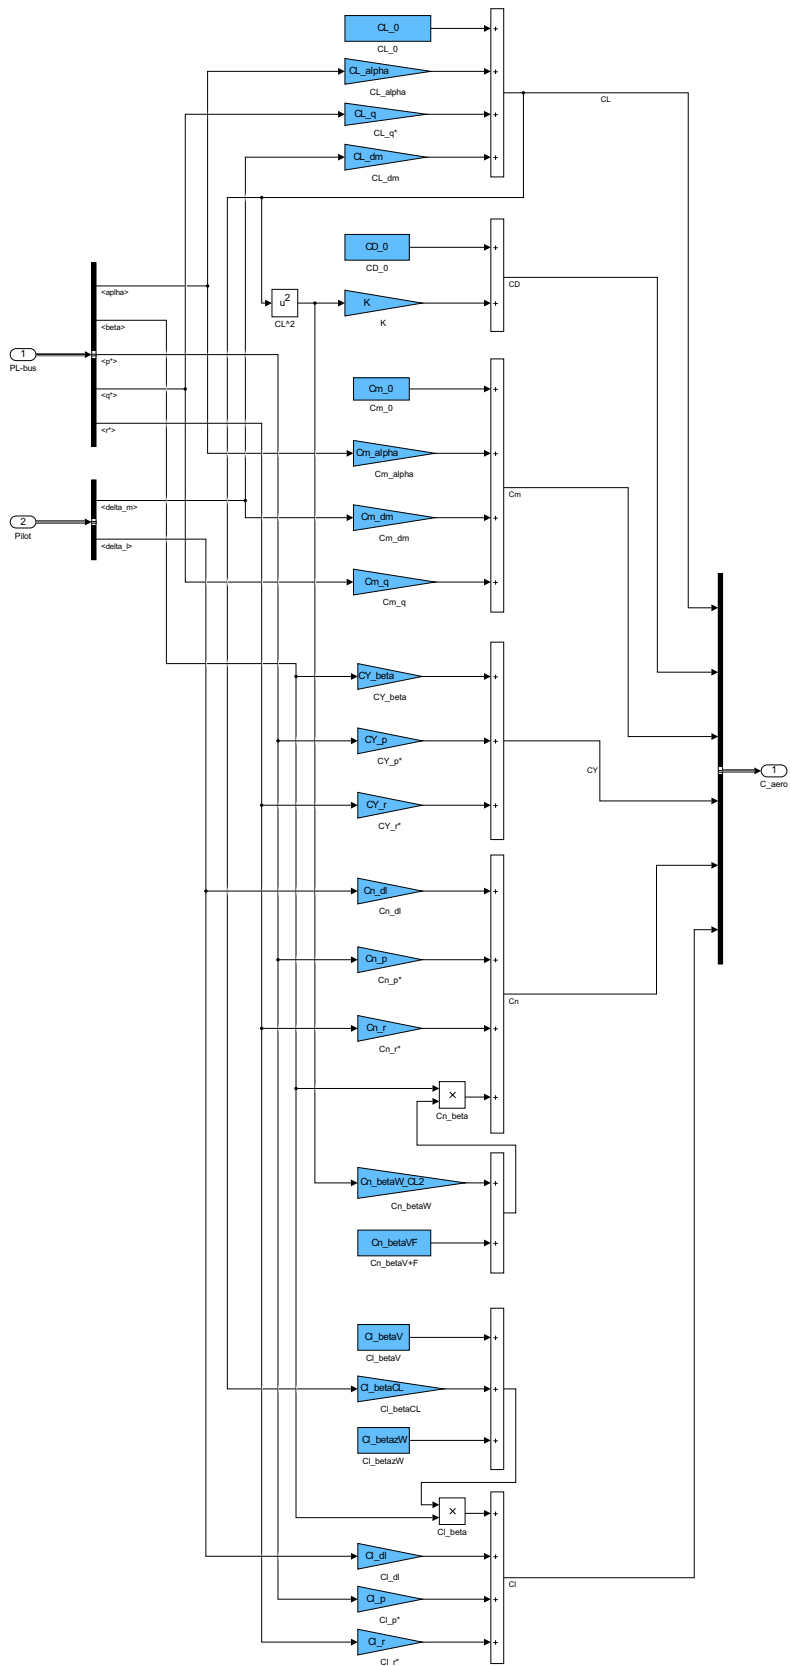 CL_0
CL_0
CL_alpha
CL_alpha
CL_q
CL_q*
CL_dm
CL_dm
CL
CD_0
CD_0
u²
CL^2
K
K
CD
1
PL-bus
<aplha>
<beta>
<p*>
<q*>
<r*>
Cm_0
Cm_0
Cm_alpha
Cm_alpha
Cm_dm
Cm_dm
Cm_q
Cm_q
Cm
2
Pilot
<delta_m>
<delta_l>
CY_beta
CY_beta
CY_p
CY_p*
CY_r
CY_r*
CY
1
C_aero
Cn_dl
Cn_dl
Cn_p
Cn_p*
Cn_r
Cn_r*
Cn
×
Cn_beta
Cn_betaW_CL2
Cn_betaW
Cn_betaVF
Cn_betaV+F
Cl_betaV
Cl_betaV
Cl_betaCL
Cl_betaCL
Cl_betazW
Cl_betazW
×
Cl_beta
Cl_dl
Cl_dl
Cl_p
Cl_p*
Cl_r
Cl_r*
Cl